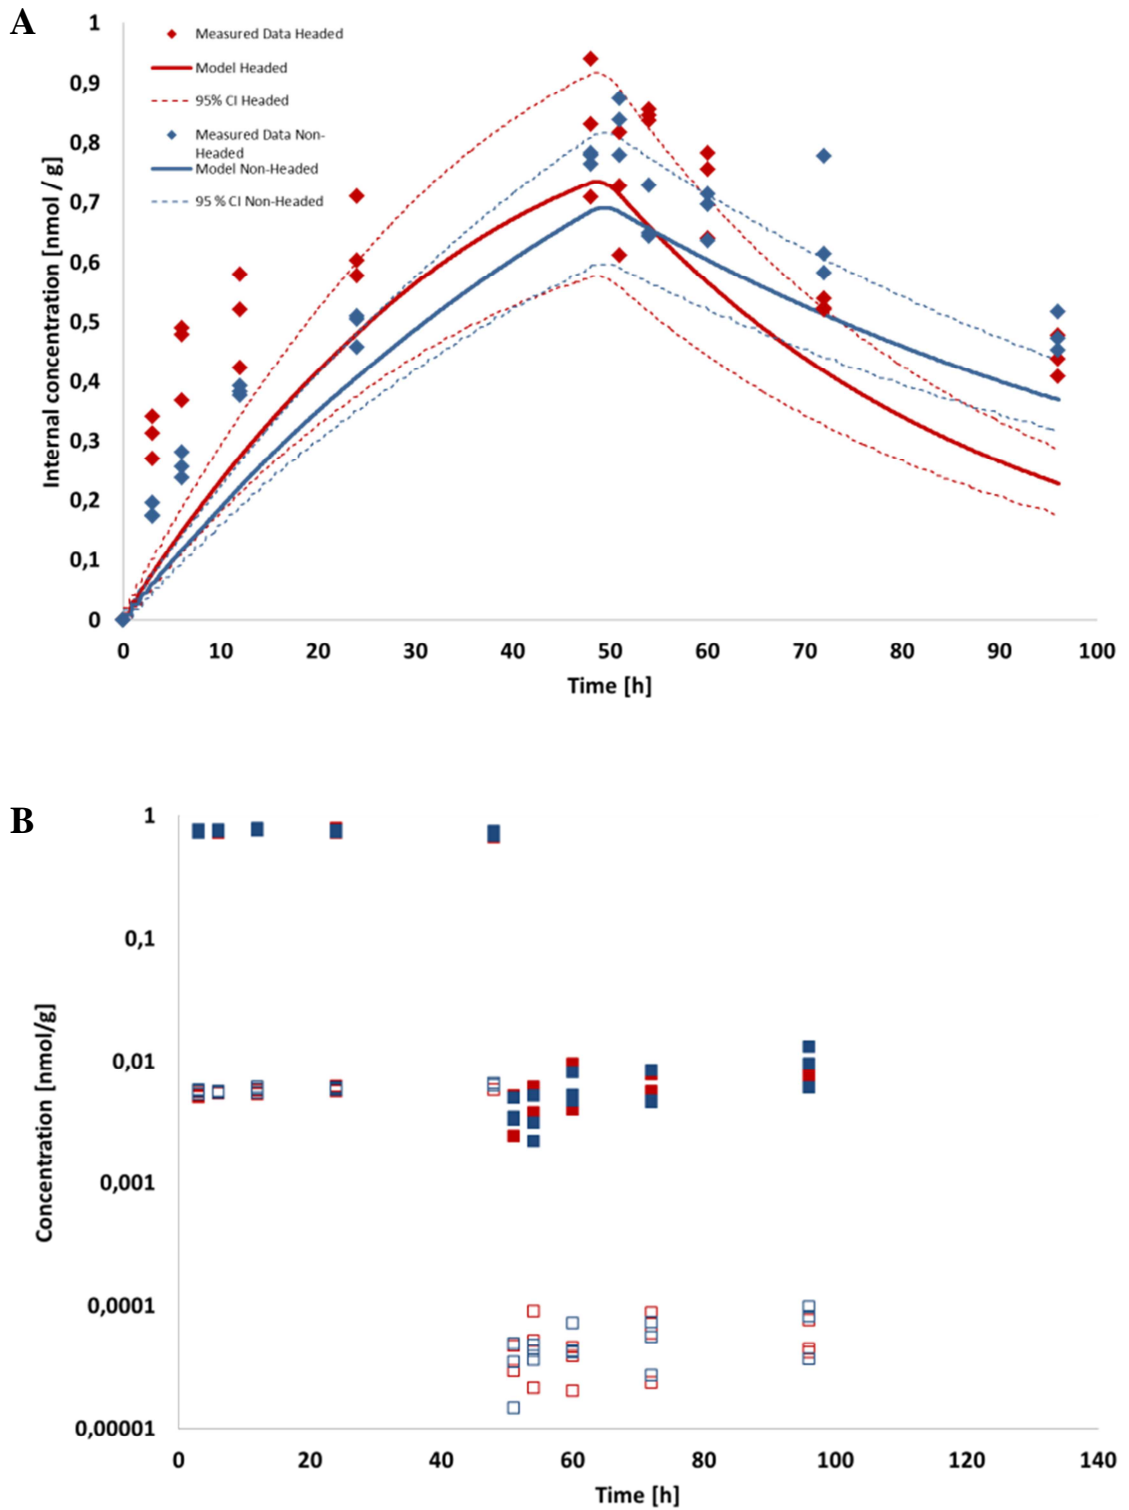 A
1
0,9
0,8
0,7
0,6
0,5
0,4
0,3
0,2
0,1
0
Internal concentration [nmol / g]
Measured Data Headed
Model Headed
95% CI Headed
Measured Data Non-
Headed
Model Non-Headed
95 % CI Non-Headed
0 10 20 30 40 50 60 70 80 90 100
Time [h]
B
1
0,1
0,01
0,001
0,0001
0,00001
Concentration [nmol/g]
0 20 40 60 80 100 120 140
Time [h]